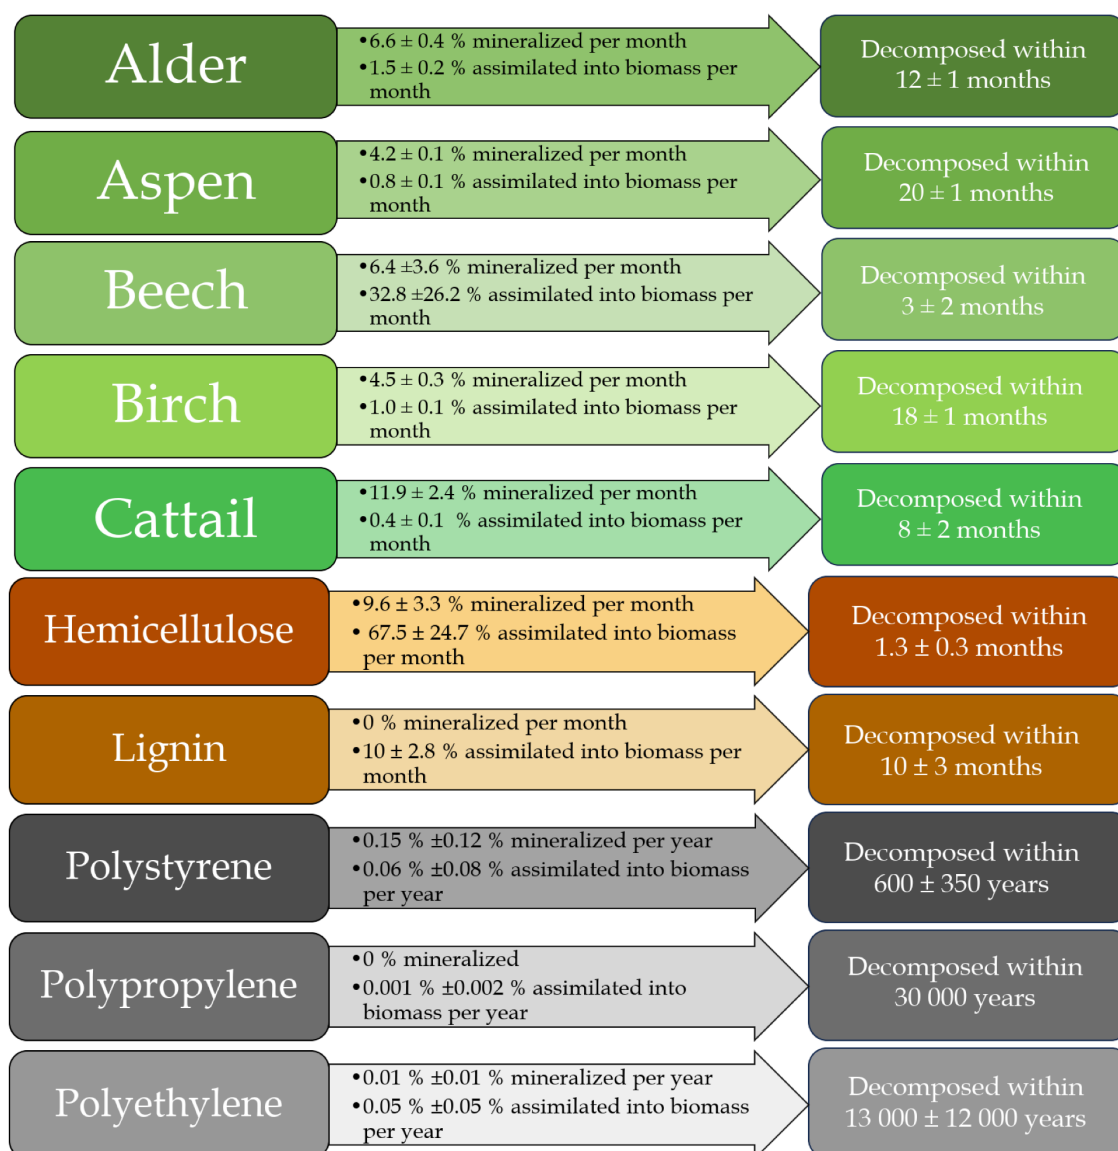 Alder
•6.6 ± 0.4 % mineralized per month
•1.5 ± 0.2 % assimilated into biomass per
month
Decomposed within
12 ± 1 months
Aspen
•4.2 ± 0.1 % mineralized per month
•0.8 ± 0.1 % assimilated into biomass per
month
Decomposed within
20 ± 1 months
Beech
•6.4 ±3.6 % mineralized per month
•32.8 ±26.2 % assimilated into biomass per
month
Decomposed within
3 ± 2 months
Birch
•4.5 ± 0.3 % mineralized per month
•1.0 ± 0.1 % assimilated into biomass per
month
Decomposed within
18 ± 1 months
Cattail
•11.9 ± 2.4 % mineralized per month
•0.4 ± 0.1 % assimilated into biomass per
month
Decomposed within
8 ± 2 months
Hemicellulose
•9.6 ± 3.3 % mineralized per month
• 67.5 ± 24.7 % assimilated into biomass
per month
Decomposed within
1.3 ± 0.3 months
Lignin
•0 % mineralized per month
•10 ± 2.8 % assimilated into biomass per
month
Decomposed within
10 ± 3 months
Polystyrene
•0.15 % ±0.12 % mineralized per year
•0.06 % ±0.08 % assimilated into biomass
per year
Decomposed within
600 ± 350 years
Polypropylene
•0 % mineralized
•0.001 % ±0.002 % assimilated into
biomass per year
Decomposed within
30 000 years
Polyethylene
•0.01 % ±0.01 % mineralized per year
•0.05 % ±0.05 % assimilated into biomass
per year
Decomposed within
13 000 ± 12 000 years